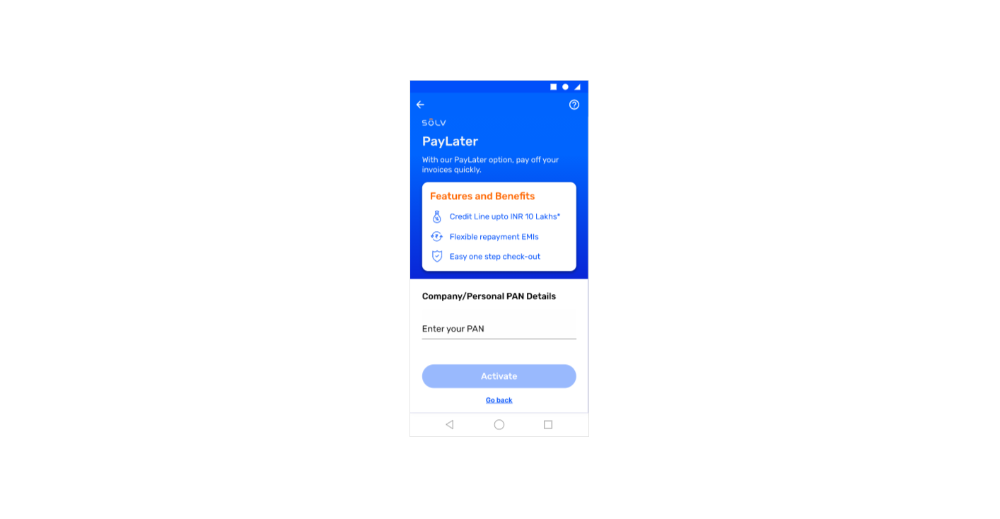 SÖLV
PayLater
With our PayLater option, pay off your
invoices quickly.
Features and Benefits
Credit Line upto INR 10 Lakhs*
Flexible repayment EMIs
Easy one step check-out
Company/Personal PAN Details
Enter your PAN
Activate
Go back